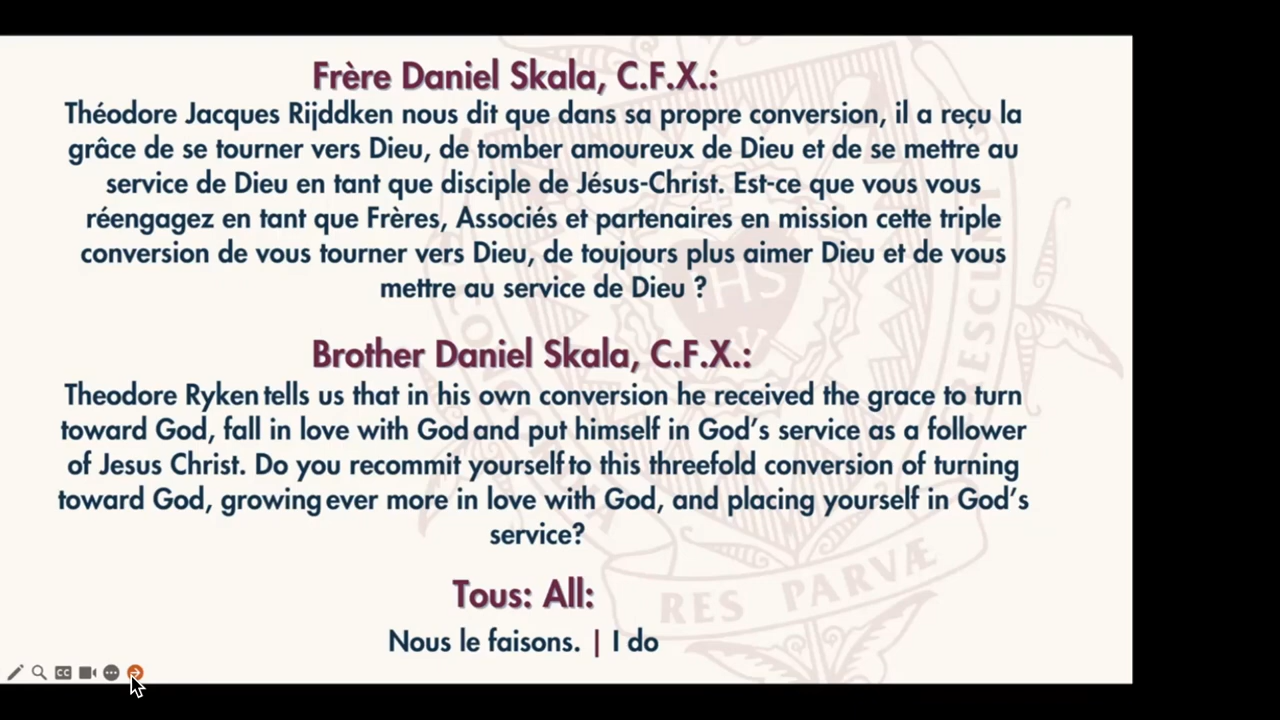 Frère Daniel Skala, C.F.X.:
Théodore Jacques Rijddken nous dit que dans sa propre conversion, il a reçu la
grâce de se tourner vers Dieu, de tomber amoureux de Dieu et de se mettre au
service de Dieu en tant que disciple de Jésus-Christ. Est-ce que vous vous
réengagez en tant que Frères, Associés et partenaires en mission cette triple
conversion de vous tourner vers Dieu, de toujours plus aimer Dieu et de vous
mettre au service de Dieu ?
Brother Daniel Skala, C.F.X.:
Theodore Ryken tells us that in his own conversion he received the grace to turn
toward God, fall in love with God and put himself in God's service as a follower
of Jesus Christ. Do you recommit yourself to this threefold conversion of turning
toward God, growing ever more in love with God, and placing yourself in God's
service?
Tous: All:
Nous le faisons. | I do
IHS
CONCORDIA
RES PARVÆ
CRESCUNT
CC